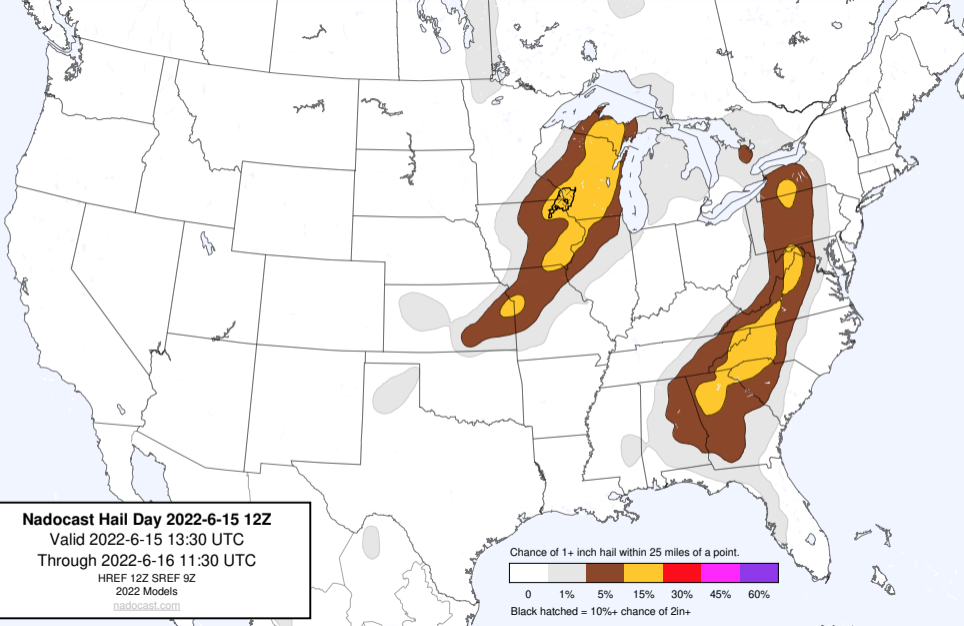 Nadocast Hail Day 2022-6-15 12Z
Valid 2022-6-15 13:30 UTC
Through 2022-6-16 11:30 UTC
HREF 12Z SREF 9Z
2022 Models
nadocast.com
Chance of 1+ inch hail within 25 miles of a point.
0 1% 5% 15% 30% 45% 60%
Black hatched = 10%+ chance of 2in+